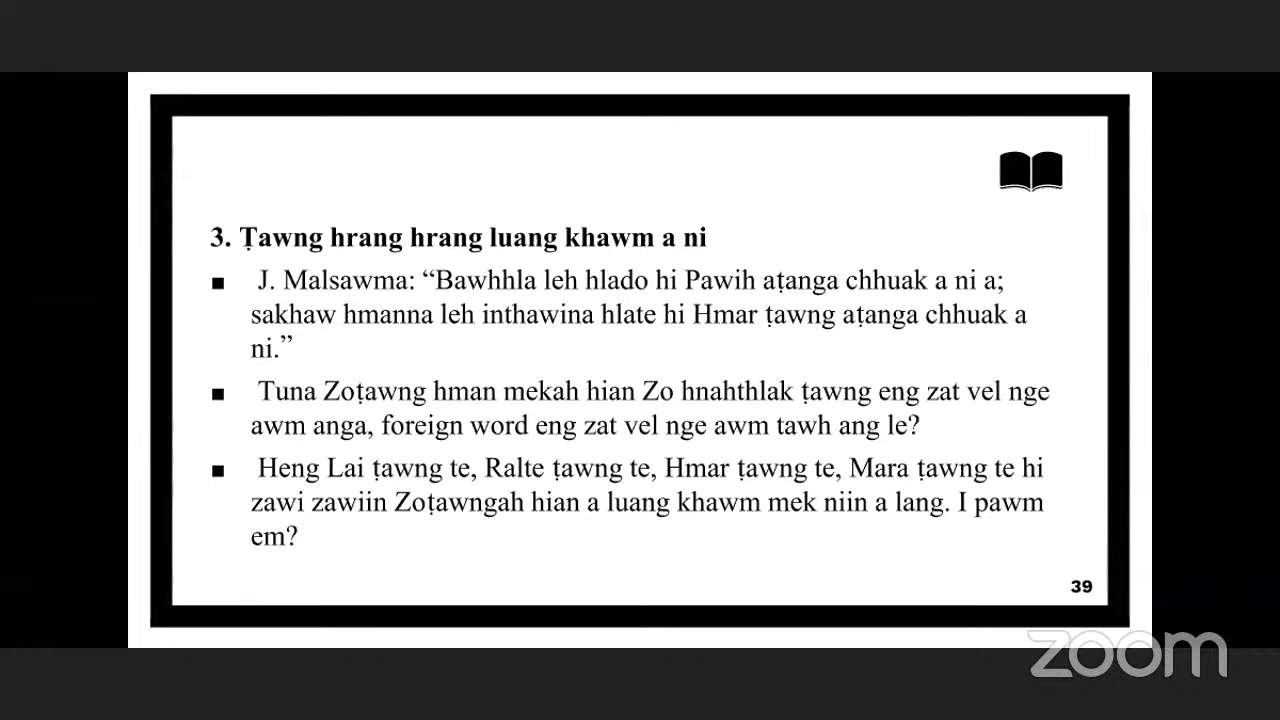 3. Ṭawng hrang hrang luang khawm a ni
▪ J. Malsawma: “Bawhhla leh hlado hi Pawih aṭanga chhuak a ni a;
sakhaw hmanna leh inthawina hlate hi Hmar ṭawng aṭanga chhuak a
ni.”
▪ Tuna Zoṭawng hman mekah hian Zo hnahthlak ṭawng eng zat vel nge
awm anga, foreign word eng zat vel nge awm tawh ang le?
▪ Heng Lai ṭawng te, Ralte ṭawng te, Hmar ṭawng te, Mara ṭawng te hi
zawi zawiin Zoṭawngah hian a luang khawm mek niin a lang. I pawm
em?
39
zoom